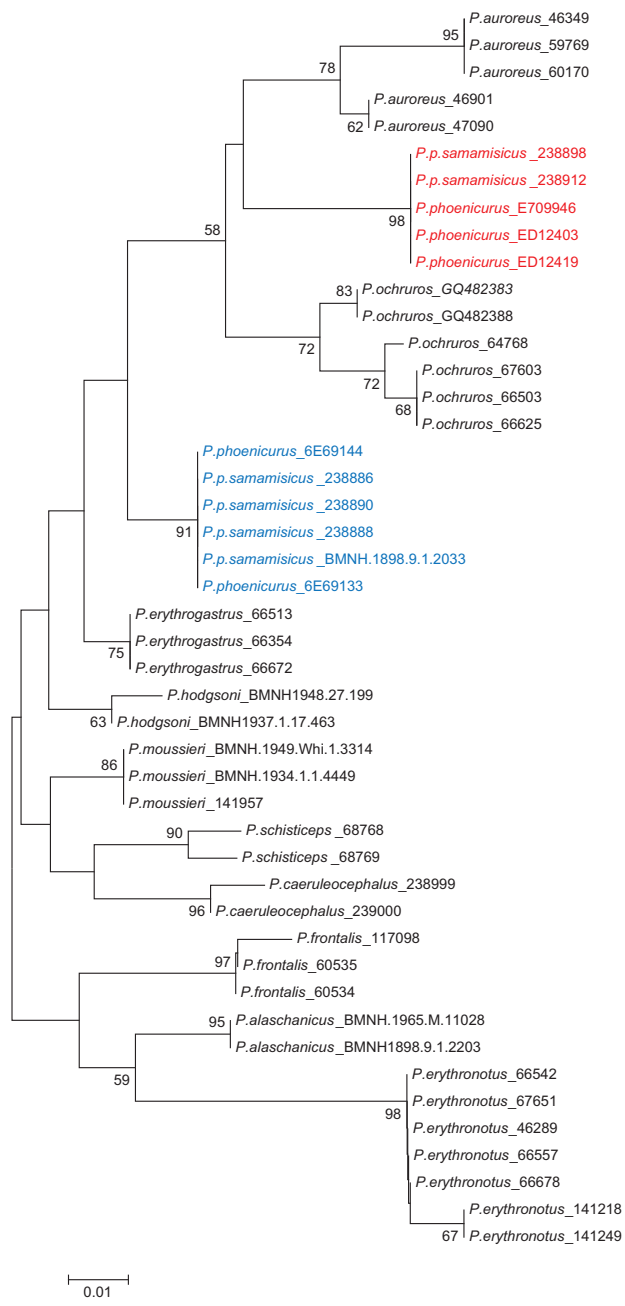 95
P.auroreus_46349
P.auroreus_59769
P.auroreus_60170
78
P.auroreus_46901
62
P.auroreus_47090
P.p.samamisicus _238898
P.p.samamisicus _238912
P.phoenicurus_E709946
98
P.phoenicurus_ED12403
P.phoenicurus_ED12419
58
83
P.ochruros_GQ482383
P.ochruros_GQ482388
72
P.ochruros_64768
72
P.ochruros_67603
P.ochruros_66503
68
P.ochruros_66625
P.phoenicurus_6E69144
P.p.samamisicus _238886
P.p.samamisicus _238890
91
P.p.samamisicus _238888
P.p.samamisicus _BMNH.1898.9.1.2033
P.phoenicurus_6E69133
P.erythrogastrus_66513
P.erythrogastrus_66354
75
P.erythrogastrus_66672
P.hodgsoni_BMNH1948.27.199
63
P.hodgsoni_BMNH1937.1.17.463
P.moussieri_BMNH.1949.Whi.1.3314
86
P.moussieri_BMNH.1934.1.1.4449
P.moussieri_141957
90
P.schisticeps _68768
P.schisticeps _68769
P.caeruleocephalus_238999
96
P.caeruleocephalus_239000
P.frontalis_117098
97
P.frontalis_60535
P.frontalis_60534
95
P.alaschanicus_BMNH.1965.M.11028
P.alaschanicus_BMNH1898.9.1.2203
59
P.erythronotus_66542
98
P.erythronotus_67651
P.erythronotus_46289
P.erythronotus_66557
P.erythronotus_66678
P.erythronotus_141218
67
P.erythronotus_141249
0.01